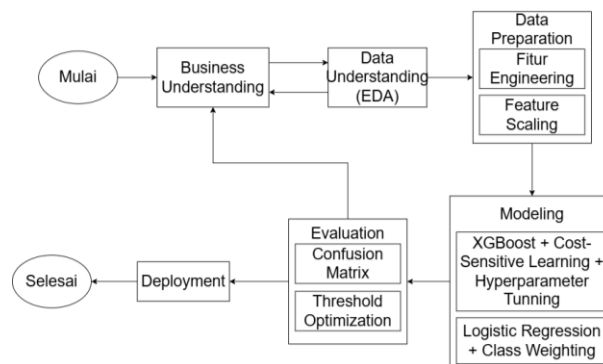 Mulai
Business
Understanding
Data
Understanding
(EDA)
Data
Preparation
Fitur
Engineering
Feature
Scaling
Modeling
XGBoost + Cost-
Sensitive Learning +
Hyperparameter
Tunning
Logistic Regression
+ Class Weighting
Evaluation
Confusion
Matrix
Threshold
Optimization
Deployment
Selesai